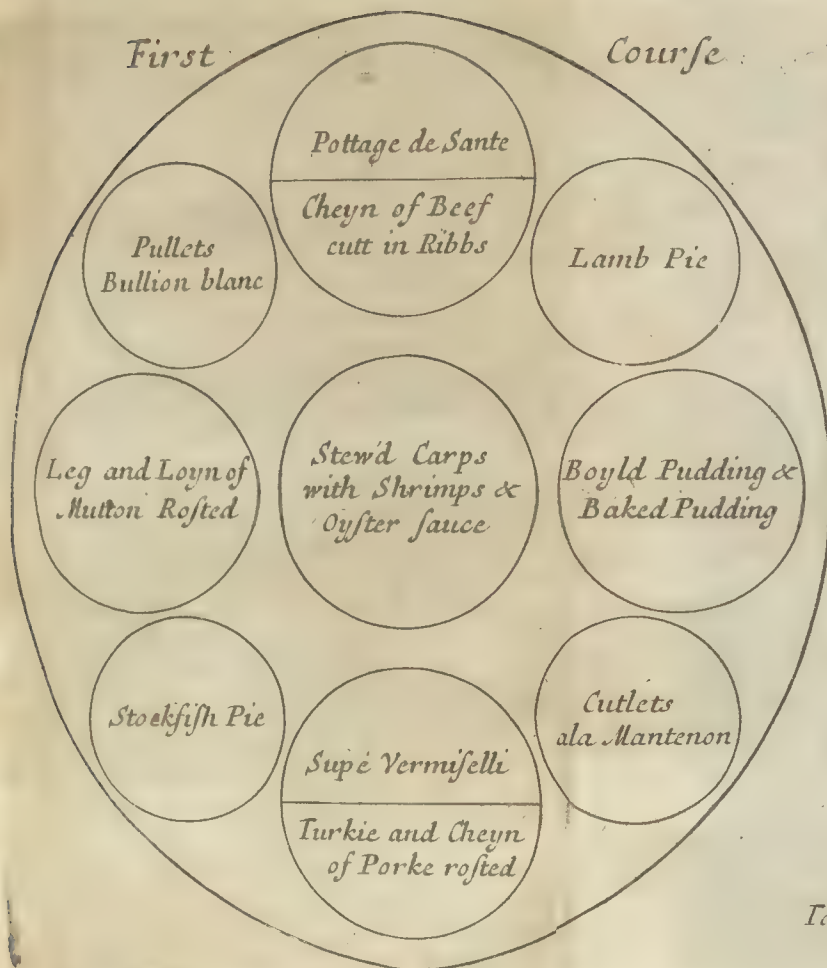 First Courſe
Pottage de Sante
Cheyn of Beef
cutt in Ribbs
Pullets
Bullion blanc
Lamb Pie
Leg and Loyn of
Mutton Roſted
Stew'd Carps
with Shrimps &
Oyſter ſauce
Boyld Pudding &
Baked Pudding
Stockfiſh Pie
Cutlets
ala Mantenon
Supé Vermiſelli
Turkie and Cheyn
of Porke roſted